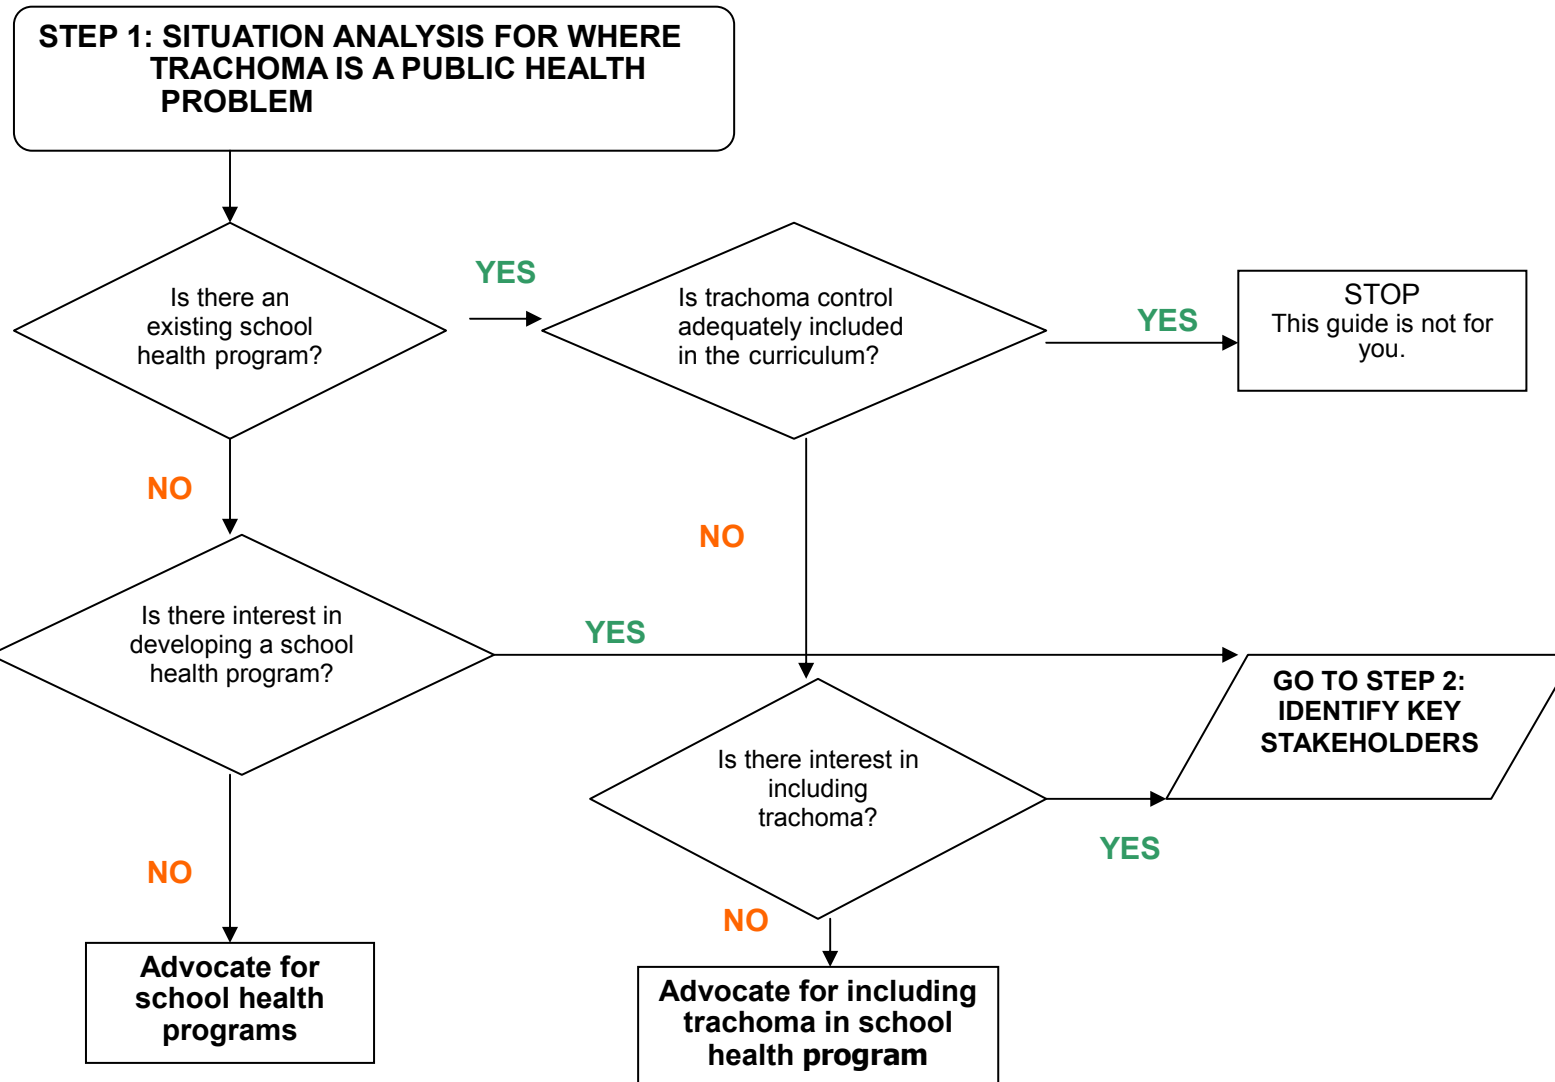 STEP 1: SITUATION ANALYSIS FOR WHERE
TRACHOMA IS A PUBLIC HEALTH
PROBLEM
Is there an
existing school
health program?
YES
Is trachoma control
adequately included
in the curriculum?
YES
STOP
This guide is not for
you.
NO
NO
Is there interest in
developing a school
health program?
YES
GO TO STEP 2:
IDENTIFY KEY
STAKEHOLDERS
Is there interest in
including
trachoma?
YES
NO
NO
Advocate for
school health
programs
Advocate for including
trachoma in school
health program